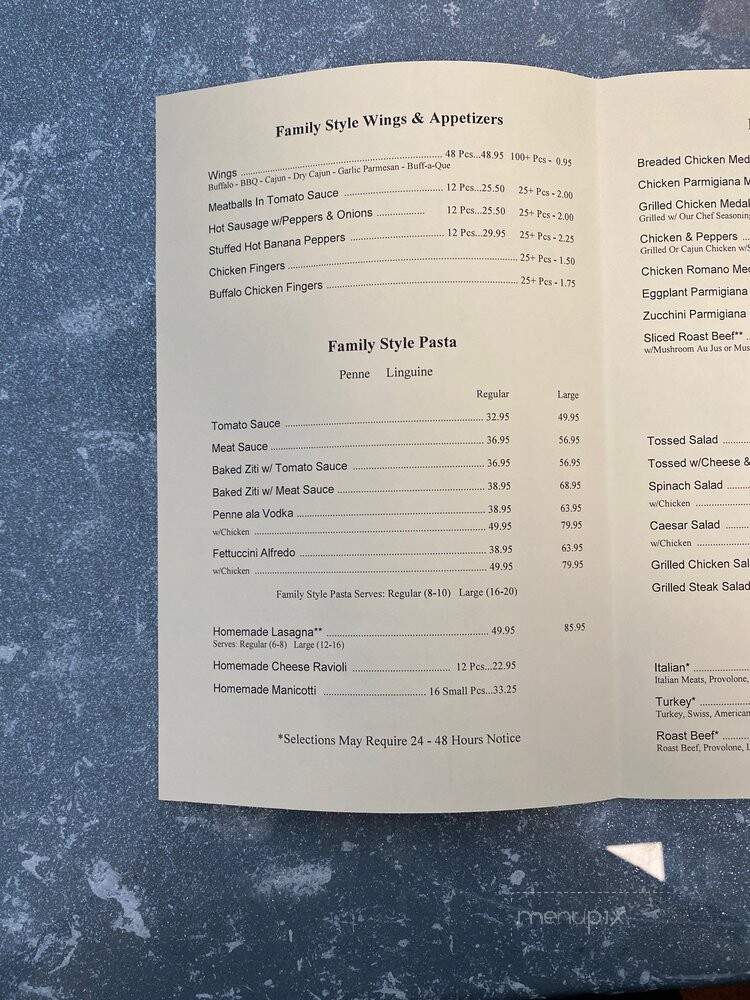 Family Style Wings & Appetizers
Wings ........ 48 Pcs...48.95 100+ Pcs - 0.95
Buffalo - BBQ - Cajun - Dry Cajun - Garlic Parmesan - Buff-a-Que
Meatballs In Tomato Sauce ........ 12 Pcs...25.50 25+ Pcs - 2.00
Hot Sausage w/Peppers & Onions ........ 12 Pcs...25.50 25+ Pcs - 2.00
Stuffed Hot Banana Peppers ........ 12 Pcs...29.95 25+ Pcs - 2.25
Chicken Fingers ........ 25+ Pcs - 1.50
Buffalo Chicken Fingers ........ 25+ Pcs - 1.75
Family Style Pasta
Penne Linguine
Regular Large
Tomato Sauce ........ 32.95 49.95
Meat Sauce ........ 36.95 56.95
Baked Ziti w/ Tomato Sauce ........ 36.95 56.95
Baked Ziti w/ Meat Sauce ........ 38.95 68.95
Penne ala Vodka ........ 38.95 63.95
w/Chicken ........ 49.95 79.95
Fettuccini Alfredo ........ 38.95 63.95
w/Chicken ........ 49.95 79.95
Family Style Pasta Serves: Regular (8-10) Large (16-20)
Homemade Lasagna** ........ 49.95 85.95
Serves: Regular (6-8) Large (12-16)
Homemade Cheese Ravioli ........ 12 Pcs...22.95
Homemade Manicotti ........ 16 Small Pcs...33.25
*Selections May Require 24 - 48 Hours Notice
Breaded Chicken Med
Chicken Parmigiana M
Grilled Chicken Medal
Grilled w/ Our Chef Seasoning
Chicken & Peppers ...
Grilled Or Cajun Chicken w/S
Chicken Romano Med
Eggplant Parmigiana
Zucchini Parmigiana
Sliced Roast Beef** ..
w/Mushroom Au Jus or Mus
Tossed Salad ........
Tossed w/Cheese &
Spinach Salad ........
w/Chicken ........
Caesar Salad ........
w/Chicken ........
Grilled Chicken Sal
Grilled Steak Salad
Italian* ........
Italian Meats, Provolone,
Turkey* ........
Turkey, Swiss, American
Roast Beef* ........
Roast Beef, Provolone, L
menupix